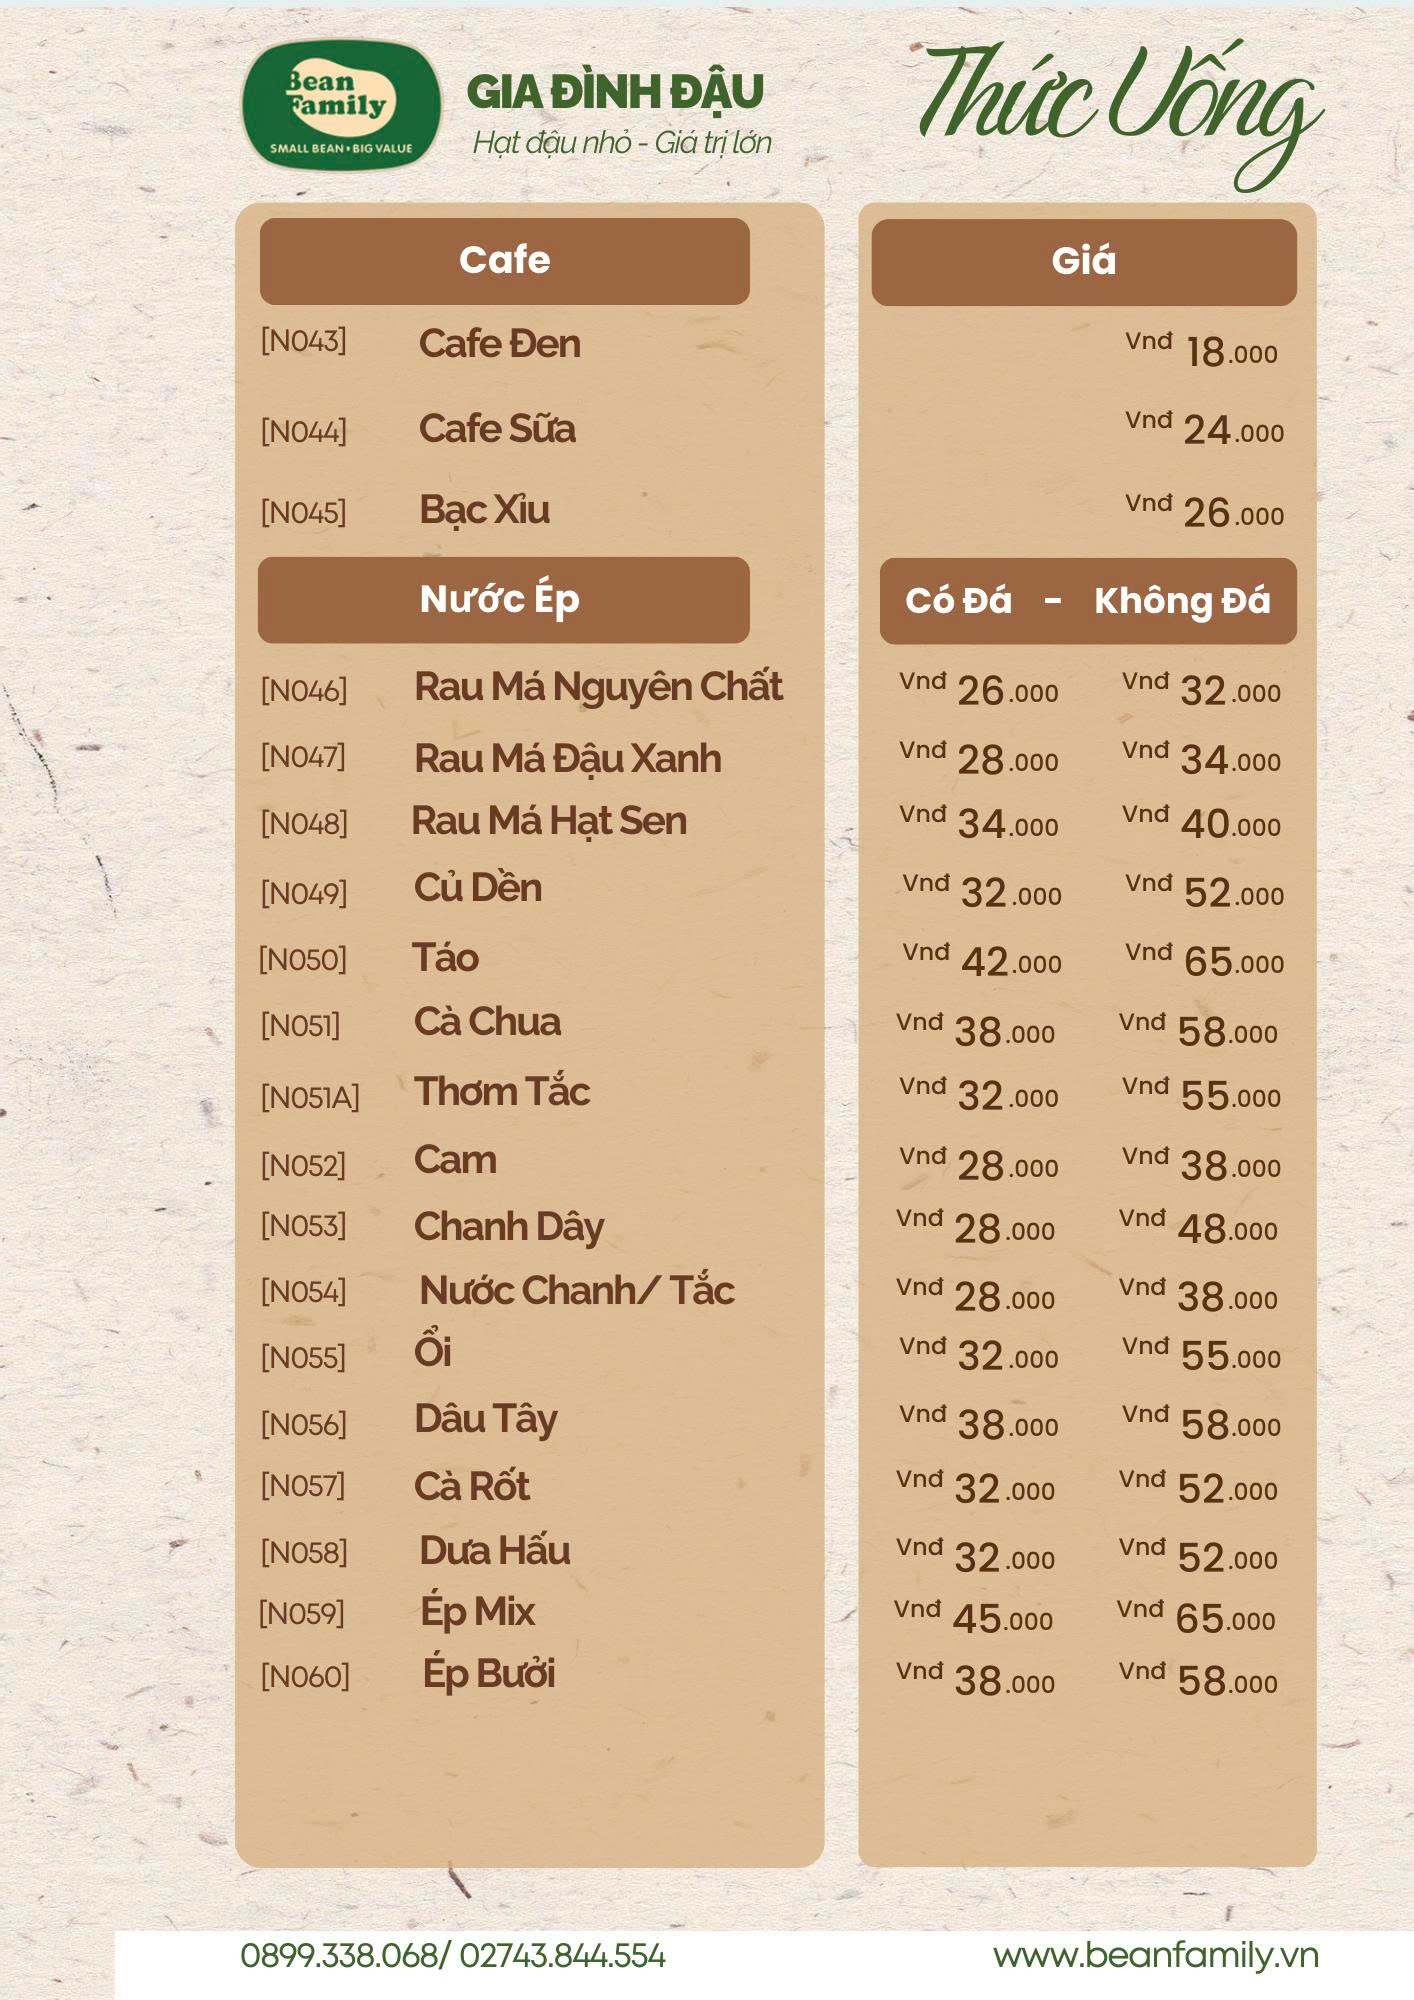 Bean
Family
SMALL BEAN • BIG VALUE
GIA ĐÌNH ĐẬU
Hạt đậu nhỏ - Giá trị lớn
Thức Uống
Cafe Giá
[N043] Cafe Đen Vnđ 18.000
[N044] Cafe Sữa Vnđ 24.000
[N045] Bạc Xỉu Vnđ 26.000
Nước Ép Có Đá - Không Đá
[N046] Rau Má Nguyên Chất Vnđ 26.000 Vnđ 32.000
[N047] Rau Má Đậu Xanh Vnđ 28.000 Vnđ 34.000
[N048] Rau Má Hạt Sen Vnđ 34.000 Vnđ 40.000
[N049] Củ Dền Vnđ 32.000 Vnđ 52.000
[N050] Táo Vnđ 42.000 Vnđ 65.000
[N051] Cà Chua Vnđ 38.000 Vnđ 58.000
[N051A] Thơm Tắc Vnđ 32.000 Vnđ 55.000
[N052] Cam Vnđ 28.000 Vnđ 38.000
[N053] Chanh Dây Vnđ 28.000 Vnđ 48.000
[N054] Nước Chanh/ Tắc Vnđ 28.000 Vnđ 38.000
[N055] Ổi Vnđ 32.000 Vnđ 55.000
[N056] Dâu Tây Vnđ 38.000 Vnđ 58.000
[N057] Cà Rốt Vnđ 32.000 Vnđ 52.000
[N058] Dưa Hấu Vnđ 32.000 Vnđ 52.000
[N059] Ép Mix Vnđ 45.000 Vnđ 65.000
[N060] Ép Bưởi Vnđ 38.000 Vnđ 58.000
0899.338.068/ 02743.844.554 www.beanfamily.vn